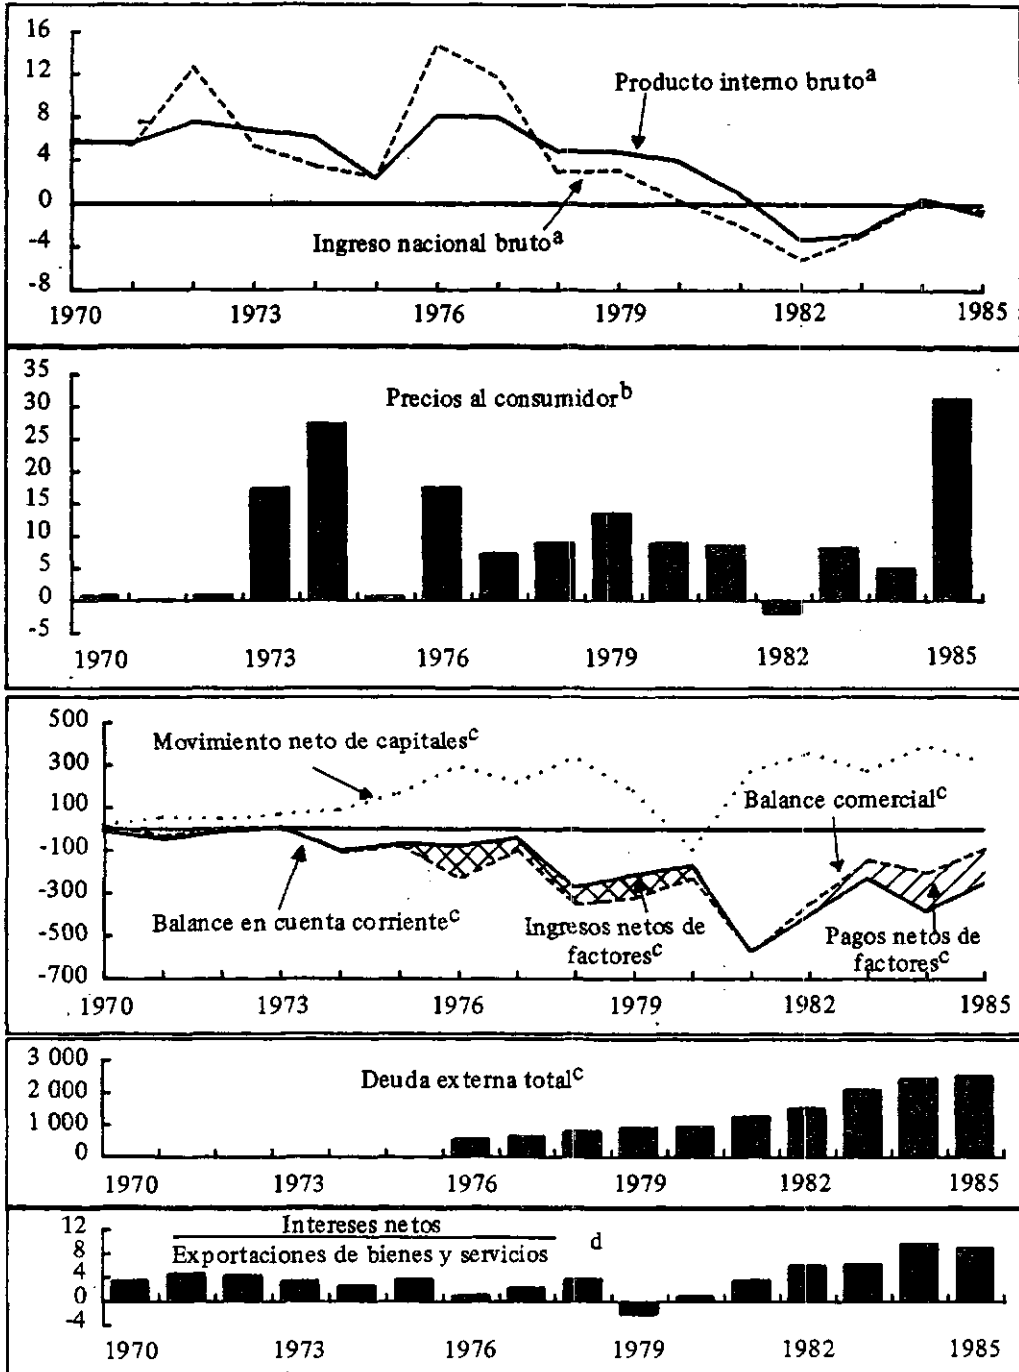 16
12
8
4
0
-4
-8
Producto interno bruto a
Ingreso nacional bruto a
1970 1973 1976 1979 1982 1985
35
30
25
20
15
10
5
0
-5
Precios al consumidor b
1970 1973 1976 1979 1982 1985
500
300
100
-100
-300
-500
-700
Movimiento neto de capitales c
Balance comercial c
Balance en cuenta corriente c
Ingresos netos de
factores c
Pagos netos de
factores c
1970 1973 1976 1979 1982 1985
3 000
2 000
1 000
0
Deuda externa total c
1970 1973 1976 1979 1982 1985
12
8
4
0
-4
Intereses netos
Exportaciones de bienes y servicios d
1970 1973 1976 1979 1982 1985